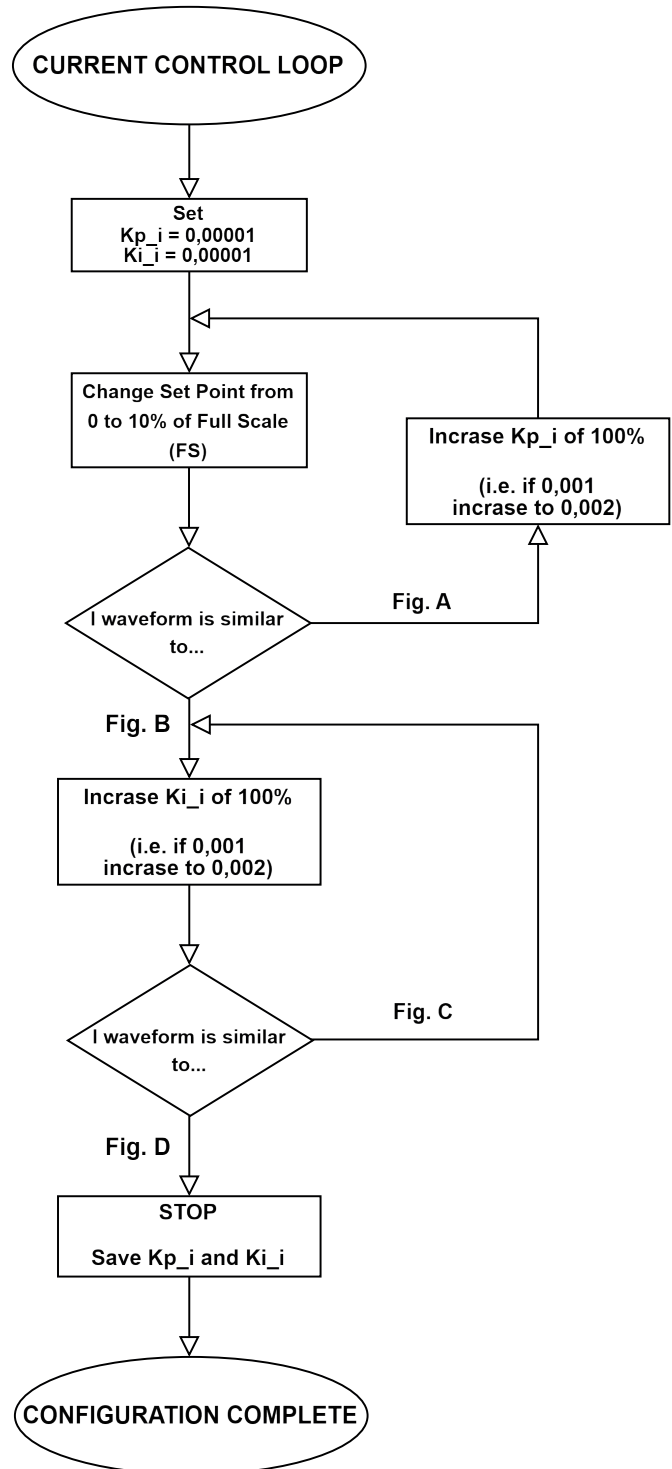 CURRENT CONTROL LOOP
Set
Kp_i = 0,00001
Ki_i = 0,00001
Change Set Point from
0 to 10% of Full Scale
(FS)
Incrase Kp_i of 100%
(i.e. if 0,001
incrase to 0,002)
I waveform is similar
to...
Fig. A
Fig. B
Incrase Ki_i of 100%
(i.e. if 0,001
incrase to 0,002)
I waveform is similar
to...
Fig. C
Fig. D
STOP
Save Kp_i and Ki_i
CONFIGURATION COMPLETE